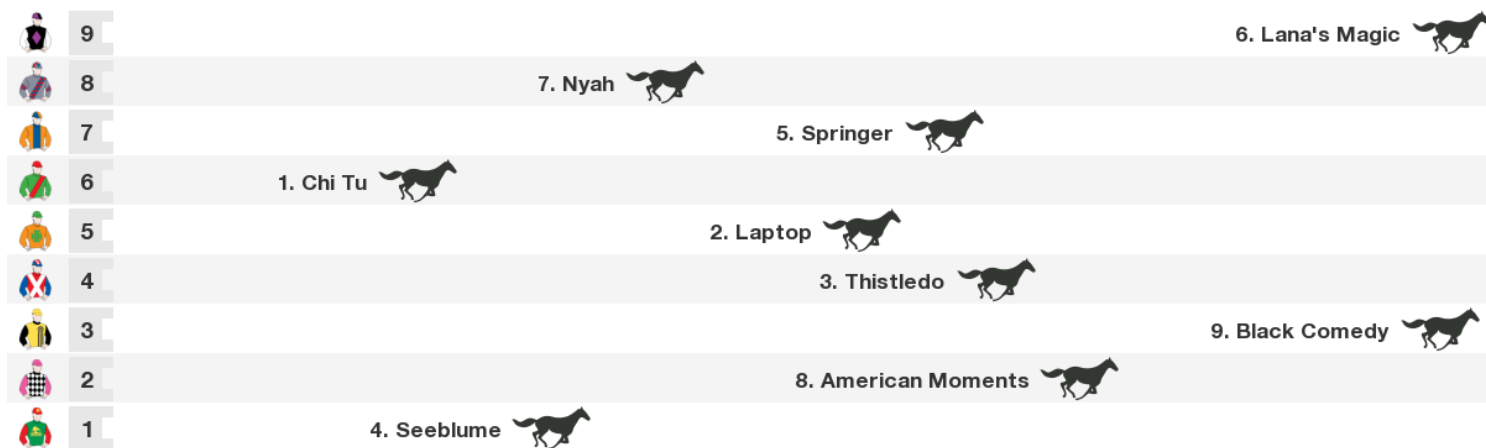 9 6. Lana's Magic
8 7. Nyah
7 5. Springer
6 1. Chi Tu
5 2. Laptop
4 3. Thistledo
3 9. Black Comedy
2 8. American Moments
1 4. Seeblume